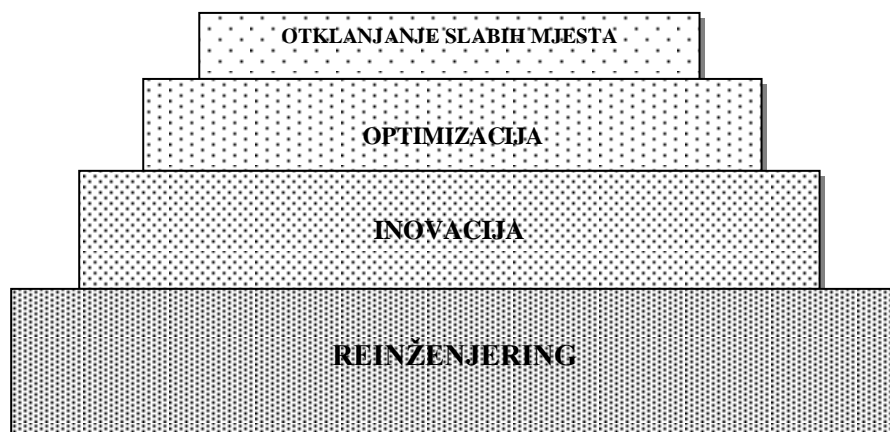 OTKLANJANJE SLABIH MJESTA
OPTIMIZACIJA
INOVACIJA
REINŽENJERING